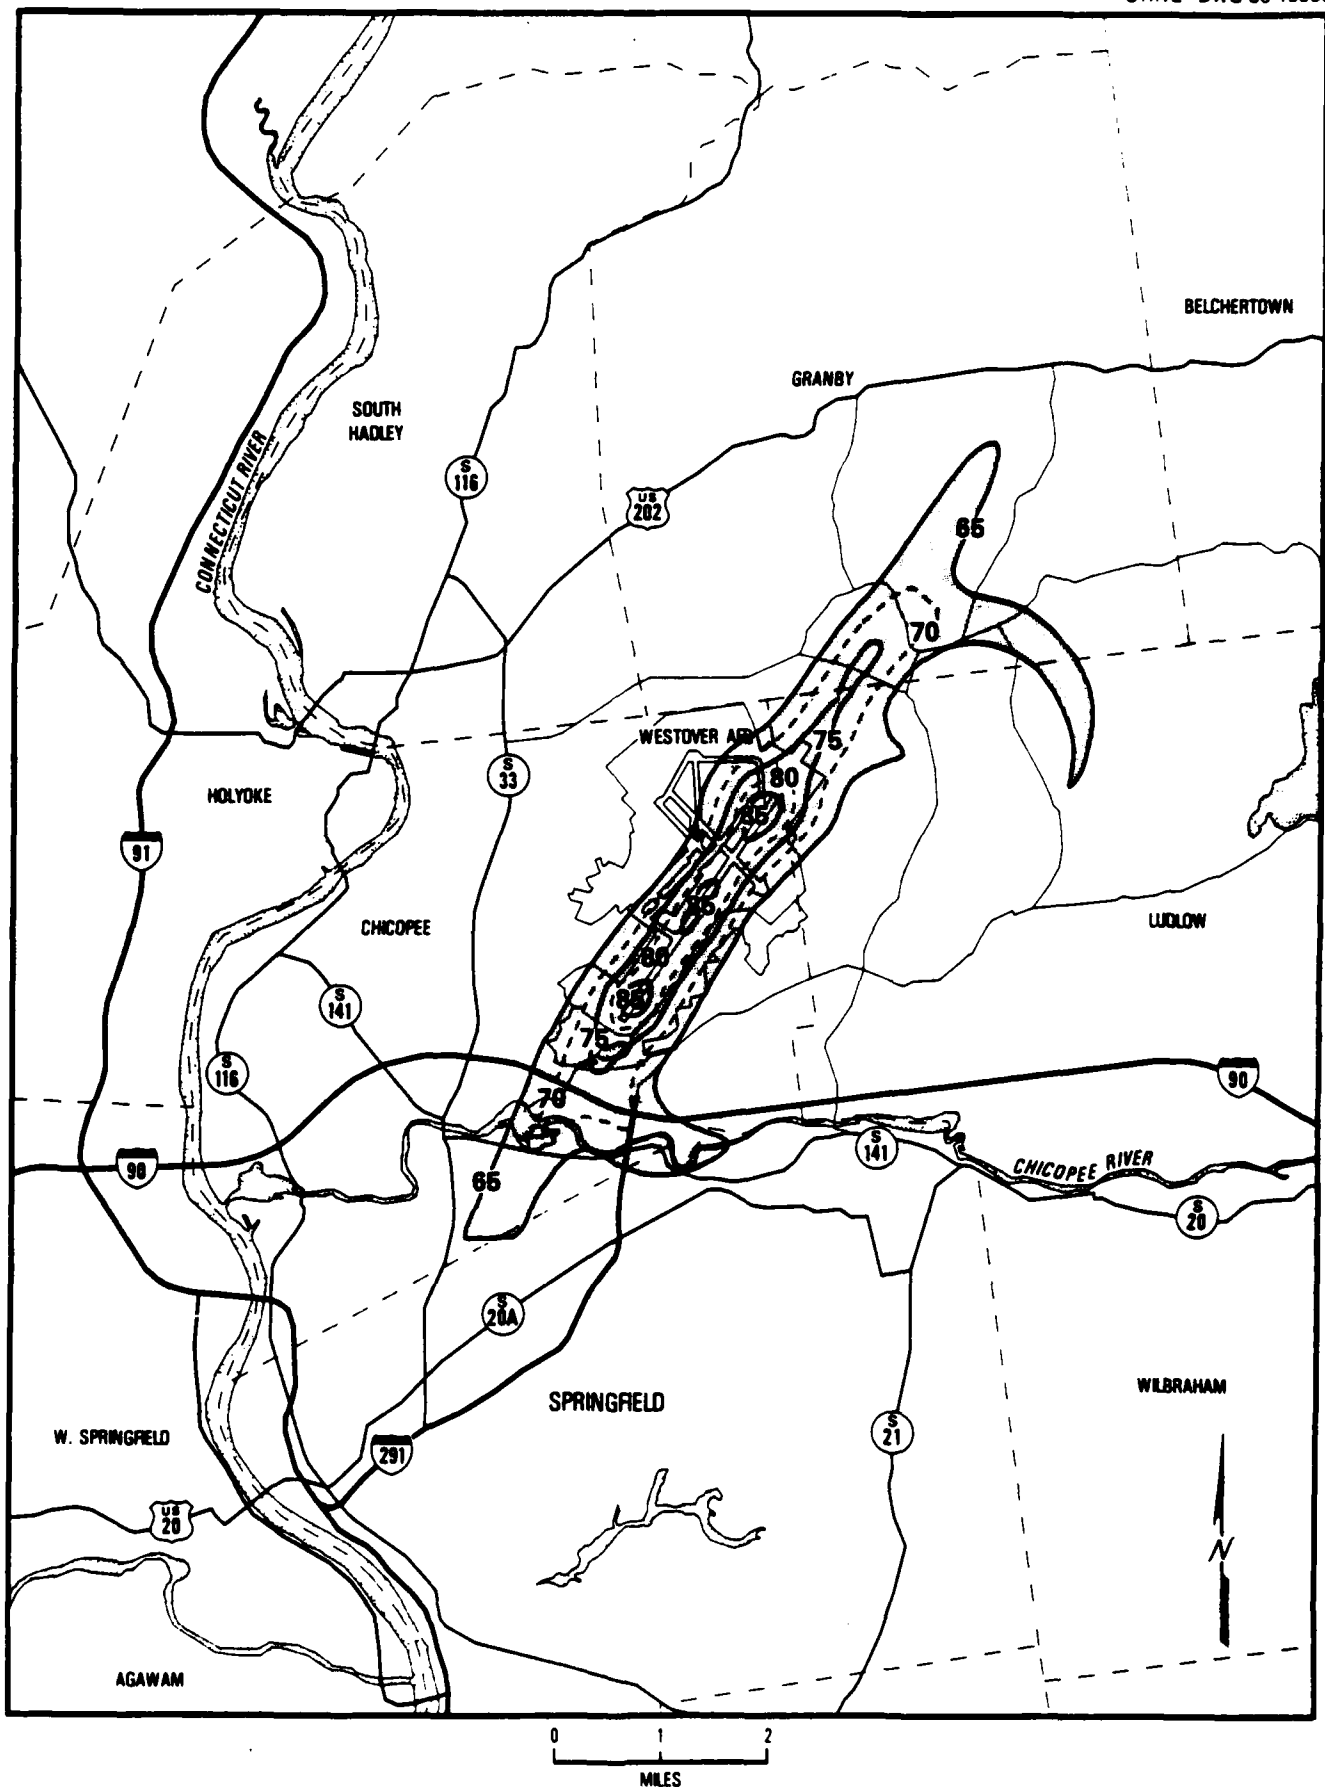 BELCHERTOWN
GRANBY
SOUTH
HADLEY
CONNECTICUT RIVER
S
116
US
202
65
70
WESTOVER AFB
75
S
33
80
HOLYOKE
85
91
85
CHICOPEE
LUDLOW
80
85
S
141
75
S
116
90
70
S
141
90
CHICOPEE RIVER
65
S
20
S
20A
SPRINGFIELD
WILBRAHAM
W. SPRINGFIELD
S
21
291
US
20
N
AGAWAM
0 1 2
MILES